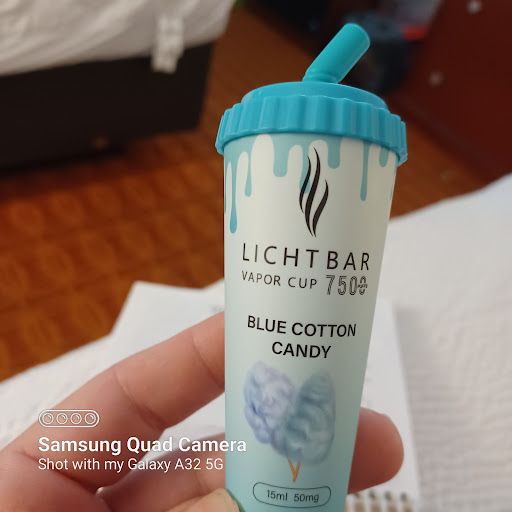 LICHTBAR
VAPOR CUP 7500
BLUE COTTON
CANDY
15ml 50mg
Samsung Quad Camera
Shot with my Galaxy A32 5G